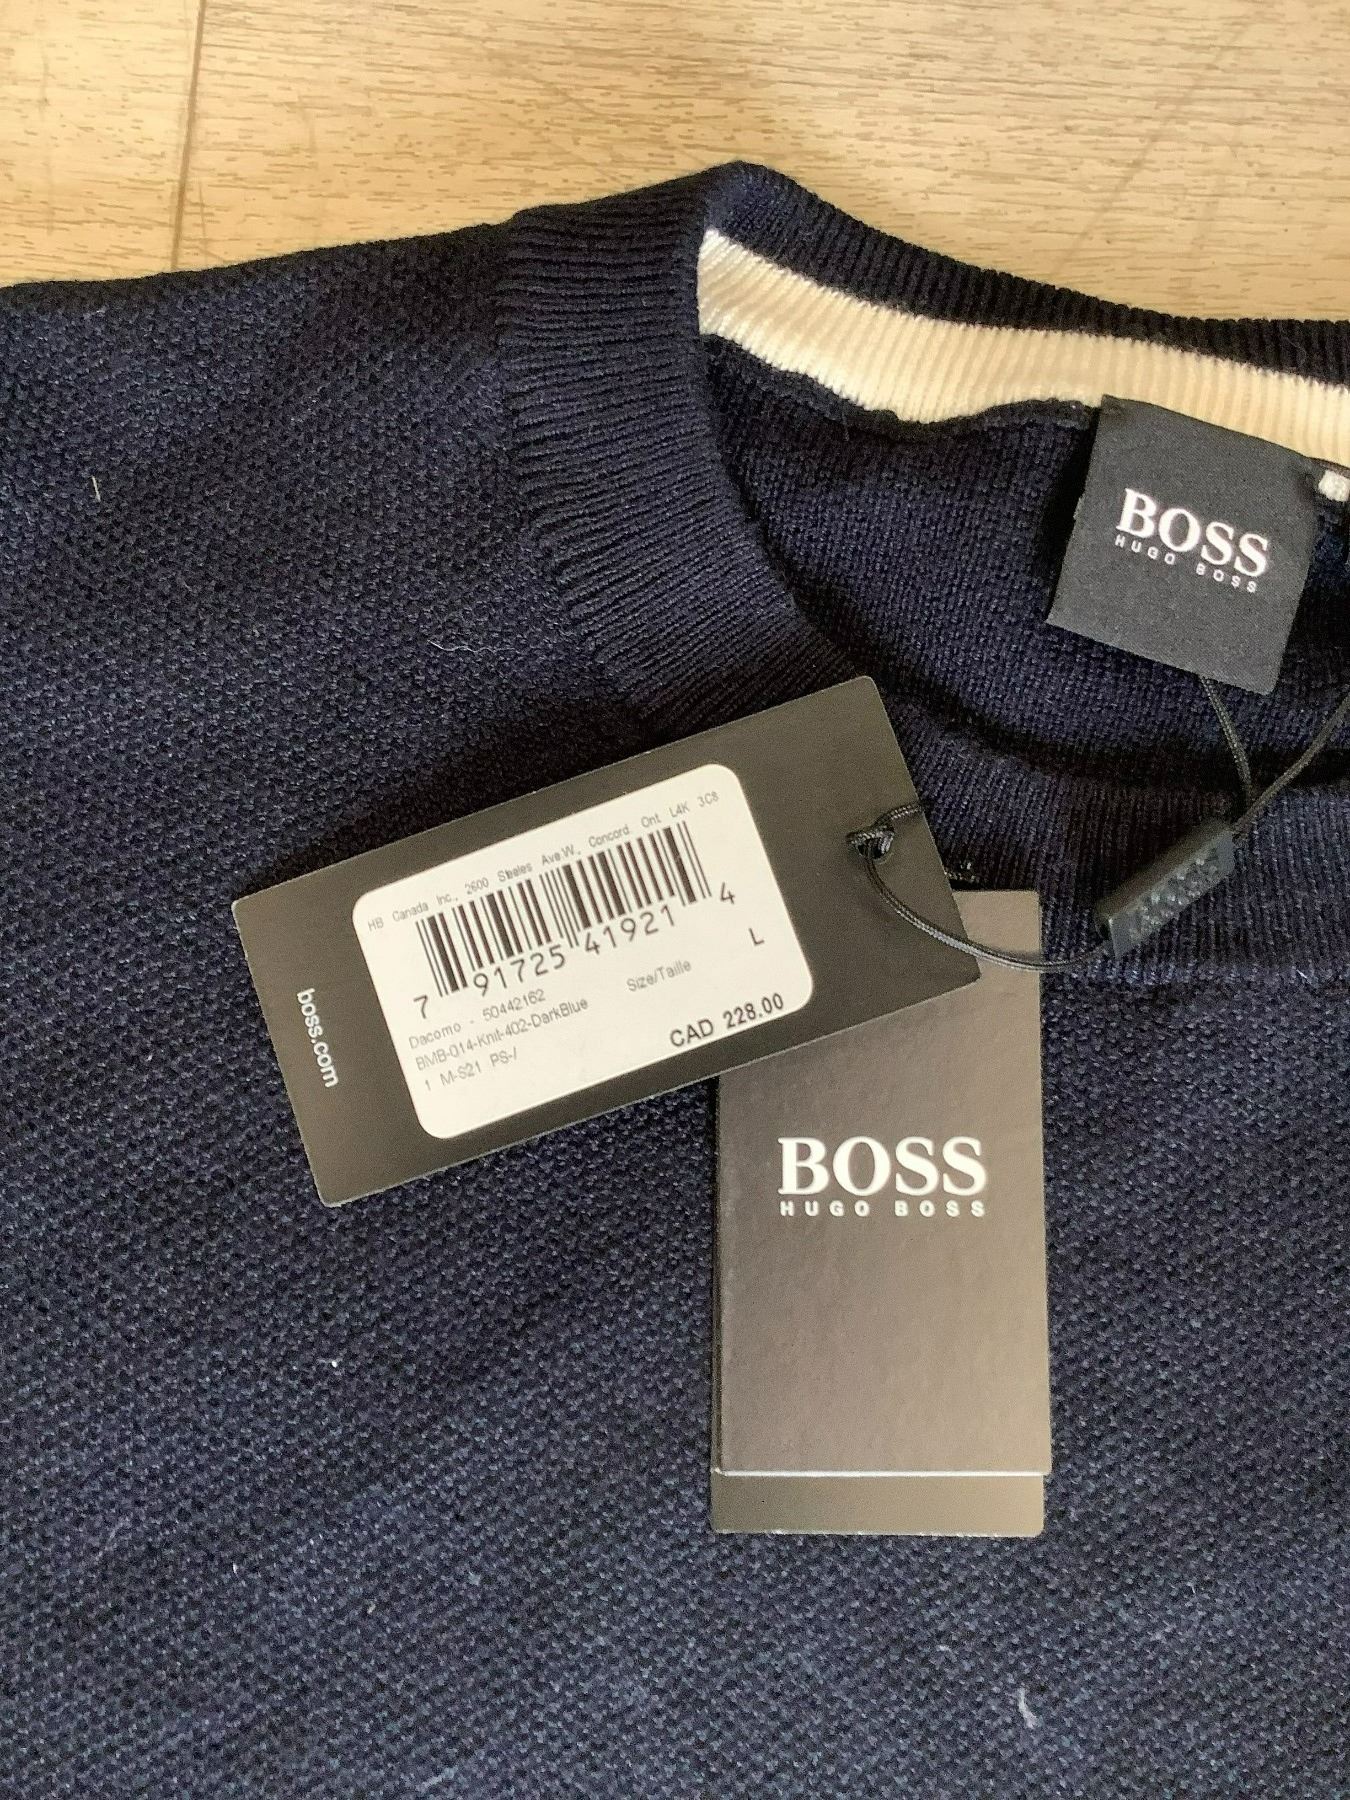 BOSS
HUGO BOSS
HB Canada Inc., 2600 Steeles Ave.W., Concord, Ont. L4K 3C8
7 91725 41921 4
Dacomo - 50442162
Size/Taille L
BMB-014-Knit-402-DarkBlue
1 M-S21 PS-/
CAD 228.00
boss.com
BOSS
HUGO BOSS